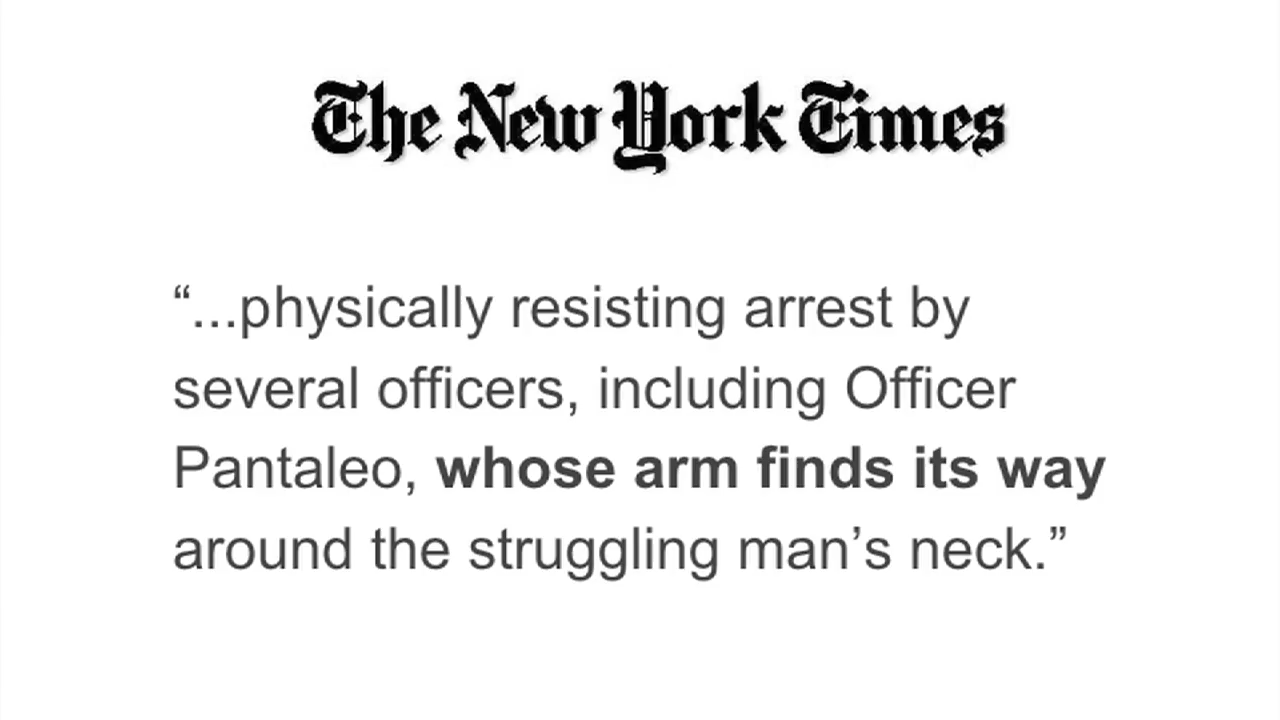 The New York Times
“...physically resisting arrest by
several officers, including Officer
Pantaleo, whose arm finds its way
around the struggling man’s neck.”